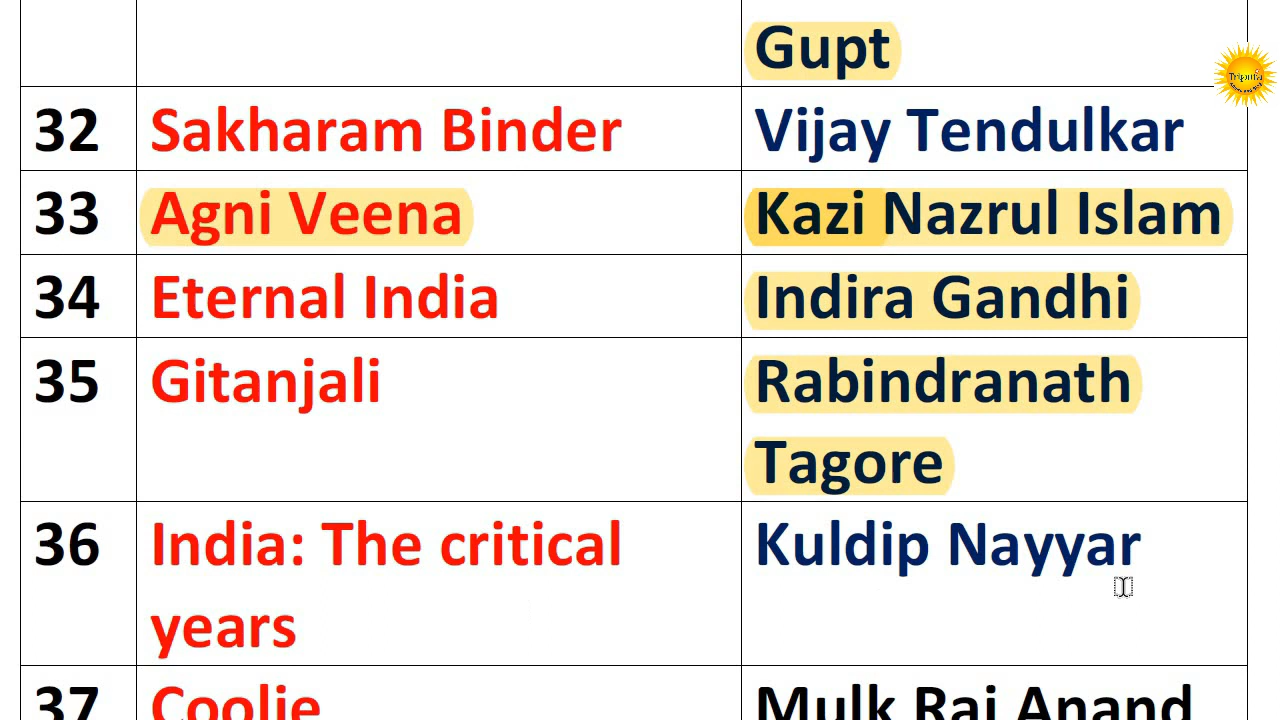 Gupt
32 Sakharam Binder Vijay Tendulkar
33 Agni Veena Kazi Nazrul Islam
34 Eternal India Indira Gandhi
35 Gitanjali Rabindranath
Tagore
36 India: The critical Kuldip Nayyar
years
37 Coolie Mulk Raj Anand
Tripura